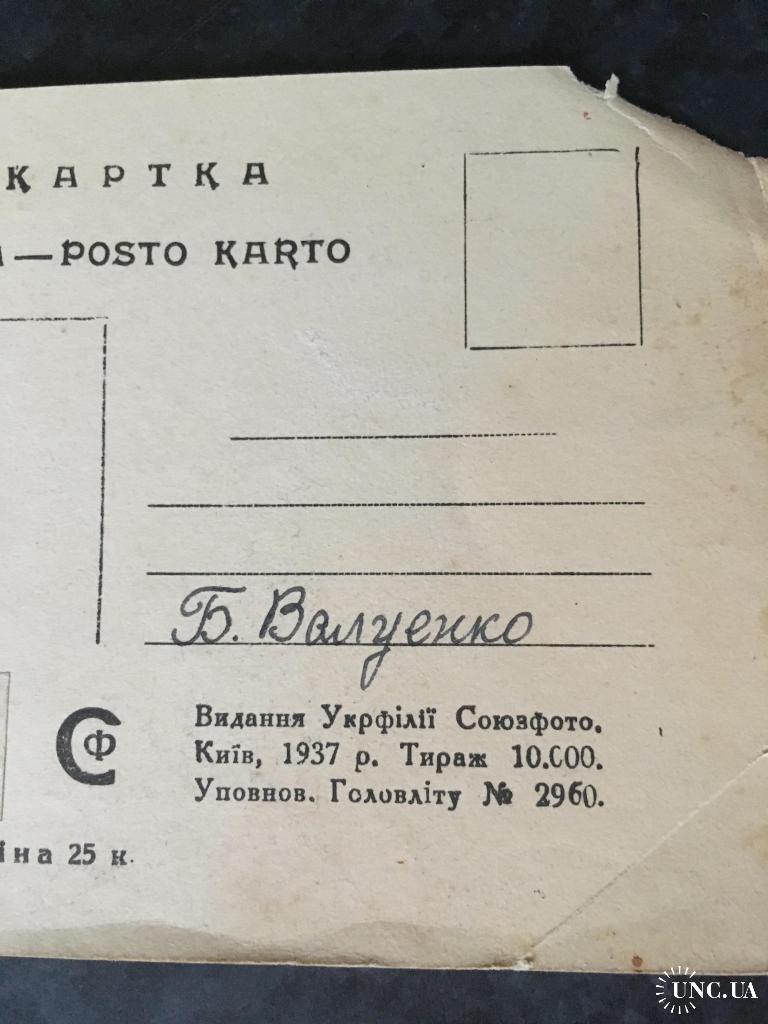 КАРТКА
—POSTO KARTO
Б. Валуенко
СФ
Видання Укрфілії Союзфото.
Київ, 1937 р. Тираж 10.000.
Уповнов. Головліту № 2960.
іна 25 к.
UNC.UA